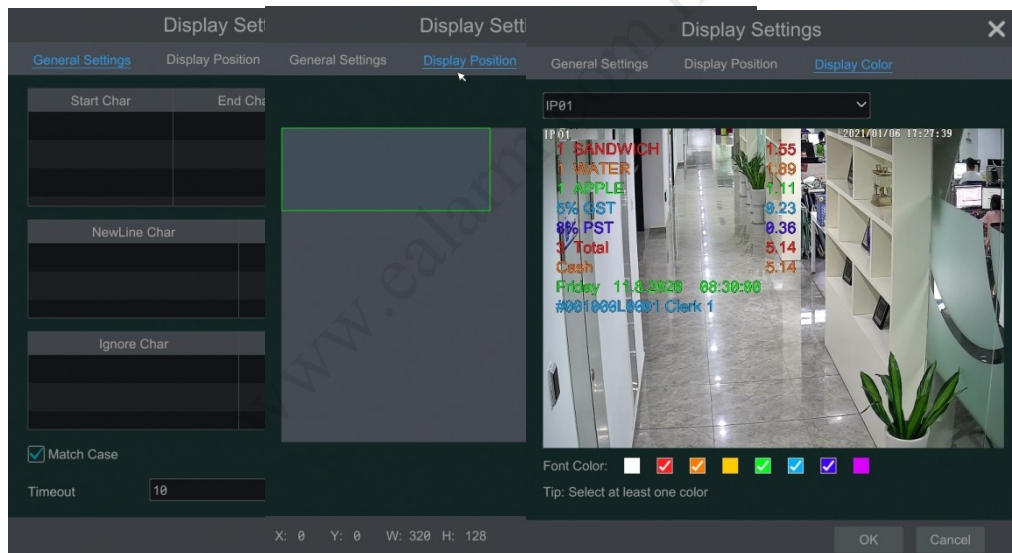 Display Sett
General Settings
Display Position
Start Char
End Cha
NewLine Char
Ignore Char
Match Case
Timeout
10
Display Setti
General Settings
Display Position
X: 0 Y: 0 W: 320 H: 128
Display Settings
General Settings
Display Position
Display Color
IP01
IP01
2021/01/06 17:27:39
1 SANDWICH 1.55
1 WATER 1.89
1 APPLE 1.11
5% GST 0.23
8% PST 0.36
3 Total 5.14
Cash 5.14
Friday 11.8.2020 08:30:06
Clerk 1
Font Color:
Tip: Select at least one color
OK
Cancel